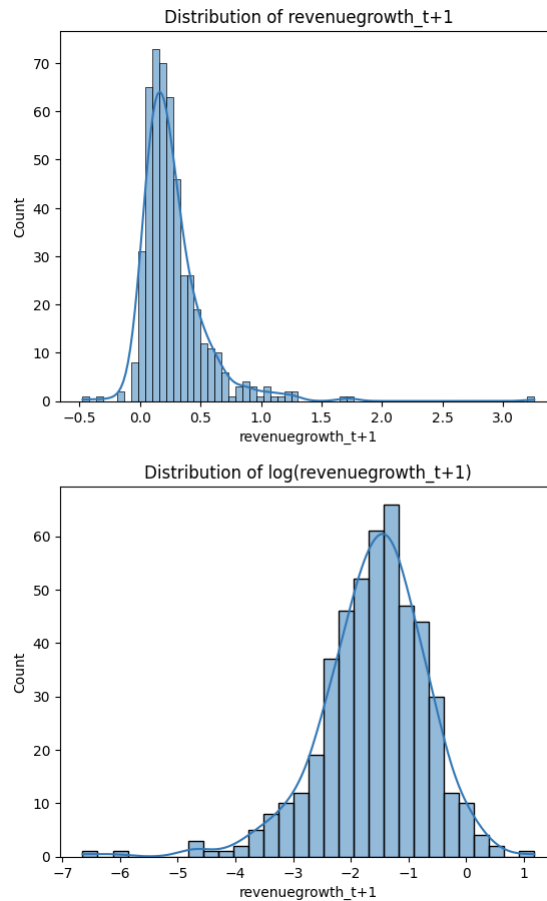 Distribution of revenuegrowth_t+1
70
60
50
40
30
20
10
0
Count
−0.5 0.0 0.5 1.0 1.5 2.0 2.5 3.0
revenuegrowth_t+1
Distribution of log(revenuegrowth_t+1)
60
50
40
30
20
10
0
Count
−7 −6 −5 −4 −3 −2 −1 0 1
revenuegrowth_t+1